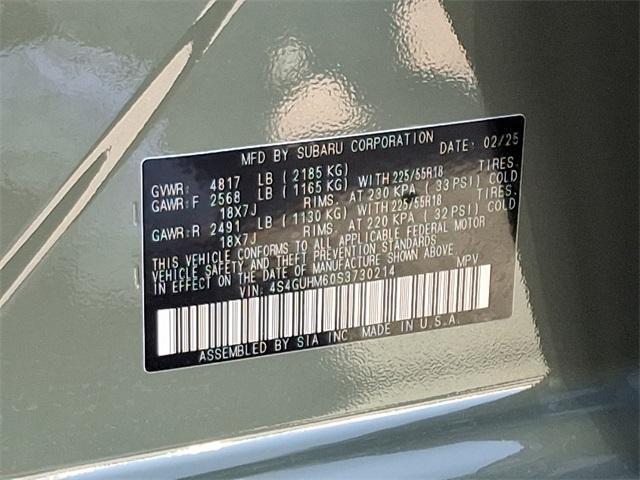 MFD BY SUBARU CORPORATION DATE: 02/25
GVWR: 4817 LB (2185 KG)
GAWR: F 2568 LB (1165 KG) WITH 225/55R18 TIRES.
18X7J RIMS. AT 230 KPA (33 PSI) COLD
GAWR: R 2491 LB (1130 KG) WITH 225/55R18 TIRES.
18X7J RIMS. AT 220 KPA (32 PSI) COLD
THIS VEHICLE CONFORMS TO ALL APPLICABLE FEDERAL MOTOR
VEHICLE SAFETY AND THEFT PREVENTION STANDARDS
IN EFFECT ON THE DATE OF MANUFACTURE SHOWN ABOVE.
VIN: 4S4GUHM60S3730214 MPV
ASSEMBLED BY SIA INC. MADE IN U.S.A.